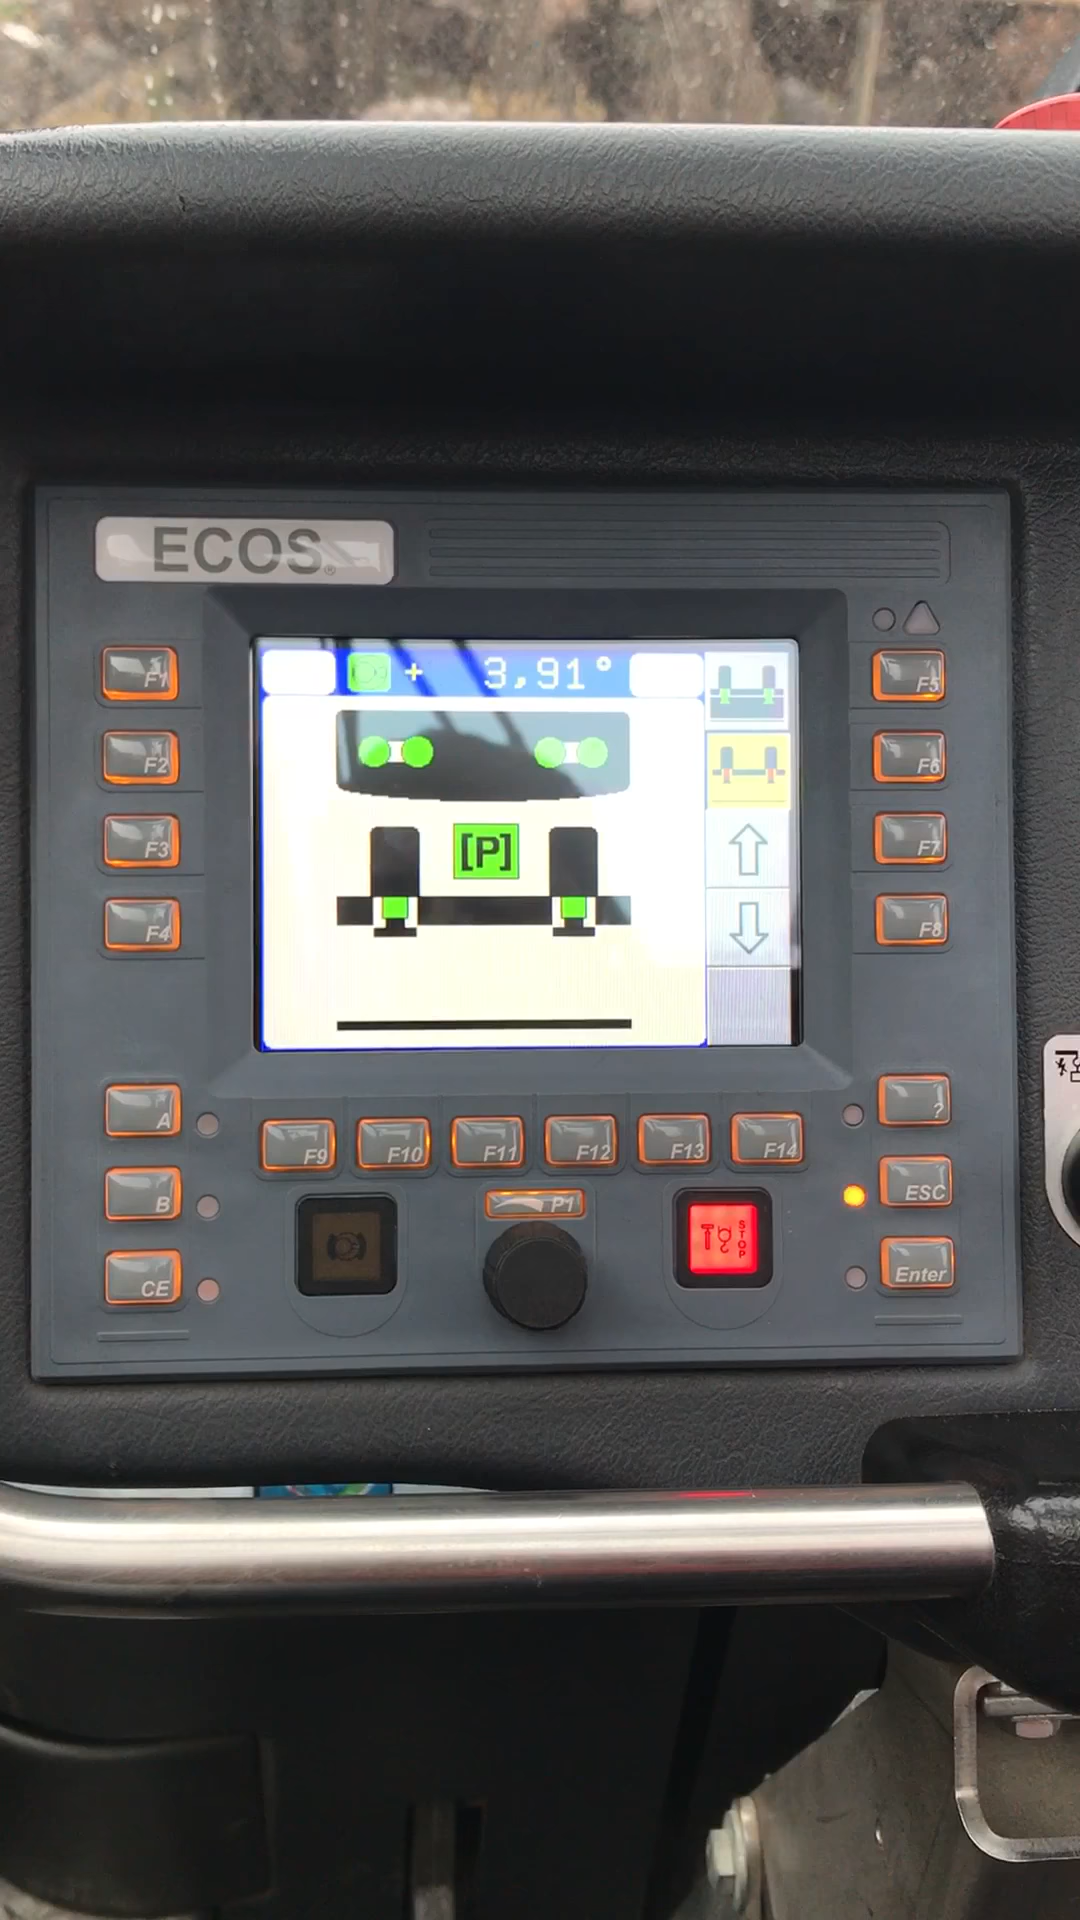 ECOS®
+ 3,91°
[P]
F1
F2
F3
F4
F5
F6
F7
F8
A
B
CE
F9 F10 F11 F12 F13 F14
P1
STOP
?
ESC
Enter